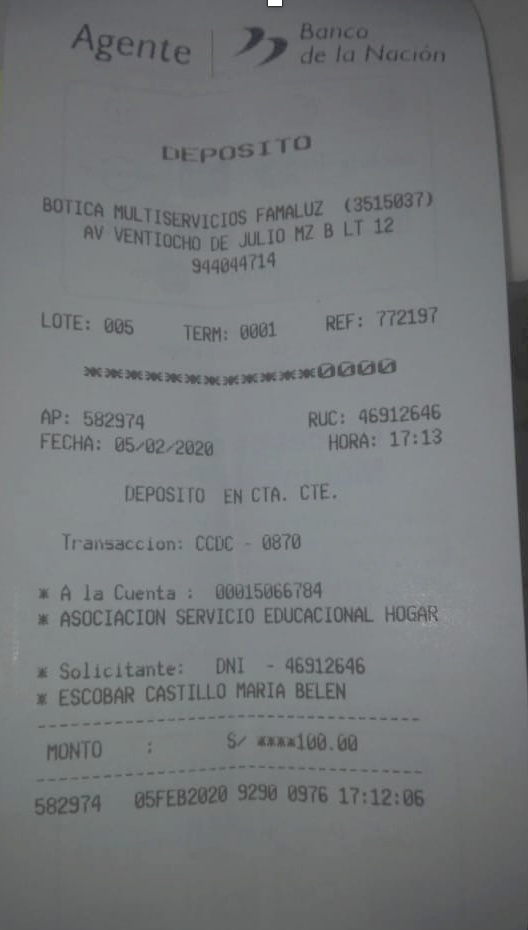 Agente
Banco
de la Nación
DEPOSITO
BOTICA MULTISERVICIOS FAMALUZ (3515037)
AV VENTIOCHO DE JULIO MZ B LT 12
944044714
LOTE: 005 TERM: 0001 REF: 772197
************0000
AP: 582974 RUC: 46912646
FECHA: 05/02/2020 HORA: 17:13
DEPOSITO EN CTA. CTE.
Transaccion: CCDC - 0870
* A la Cuenta : 00015066784
* ASOCIACION SERVICIO EDUCACIONAL HOGAR
* Solicitante: DNI - 46912646
* ESCOBAR CASTILLO MARIA BELEN
MONTO : S/ ****100.00
582974 05FEB2020 9290 0976 17:12:06